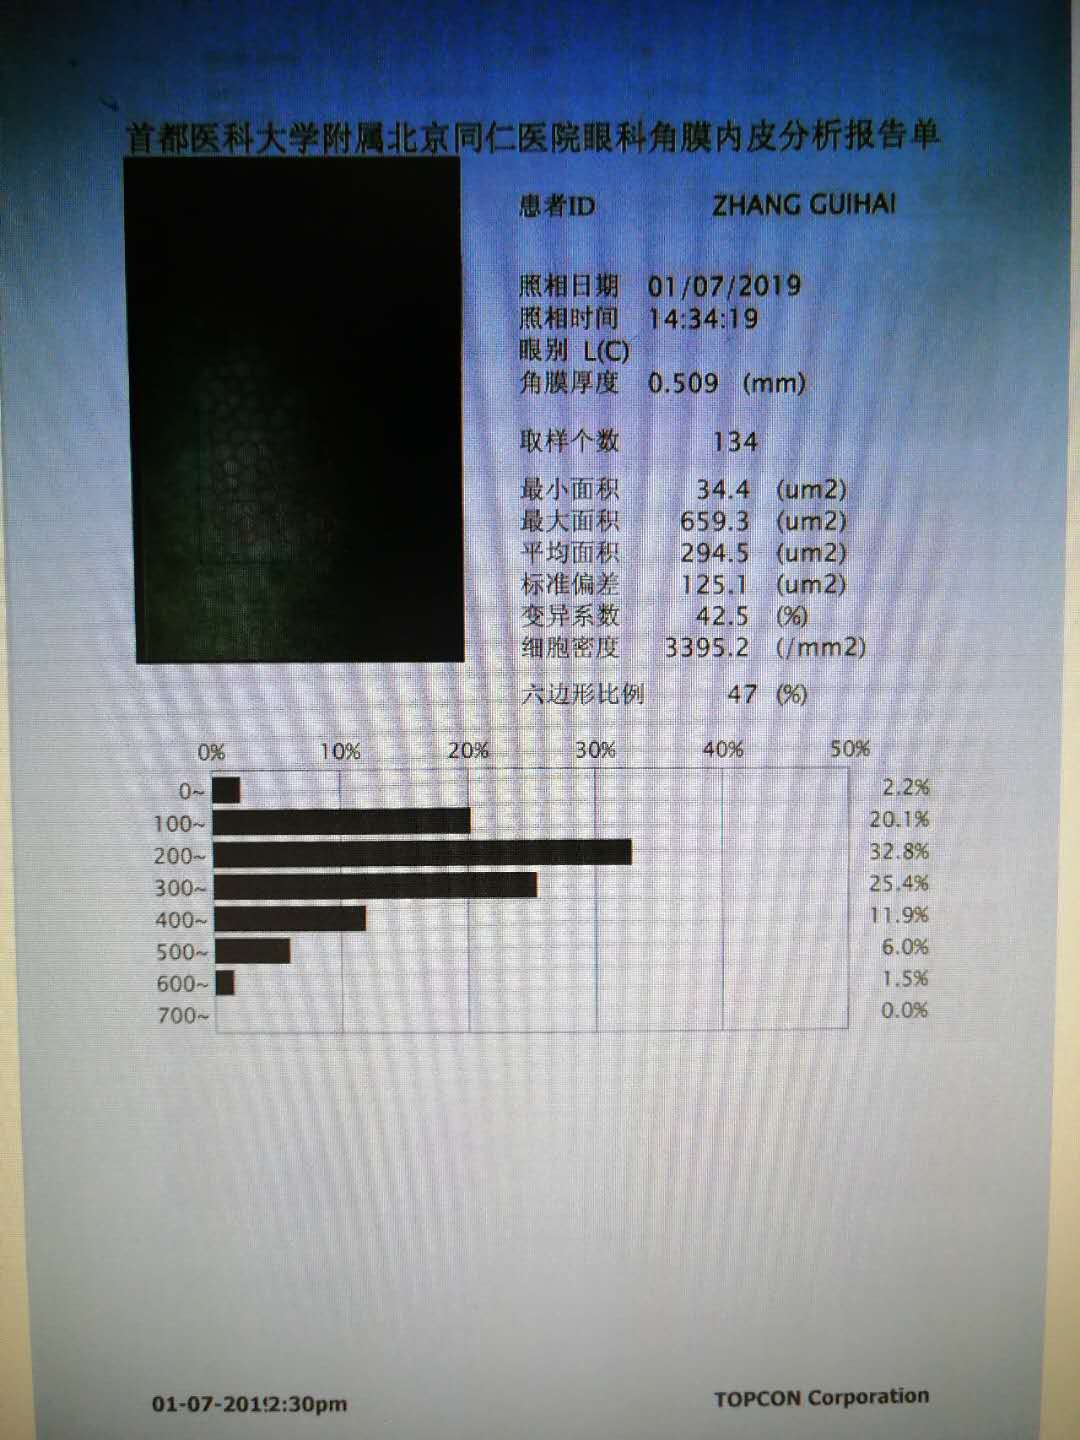 首都医科大学附属北京同仁医院眼科角膜内皮分析报告单
患者ID ZHANG GUIHAI
照相日期 01/07/2019
照相时间 14:34:19
眼别 L(C)
角膜厚度 0.509 (mm)
取样个数 134
最小面积 34.4 (um2)
最大面积 659.3 (um2)
平均面积 294.5 (um2)
标准偏差 125.1 (um2)
变异系数 42.5 (%)
细胞密度 3395.2 (/mm2)
六边形比例 47 (%)
0% 10% 20% 30% 40% 50%
0~ 2.2%
100~ 20.1%
200~ 32.8%
300~ 25.4%
400~ 11.9%
500~ 6.0%
600~ 1.5%
700~ 0.0%
01-07-2019 2:30pm TOPCON Corporation